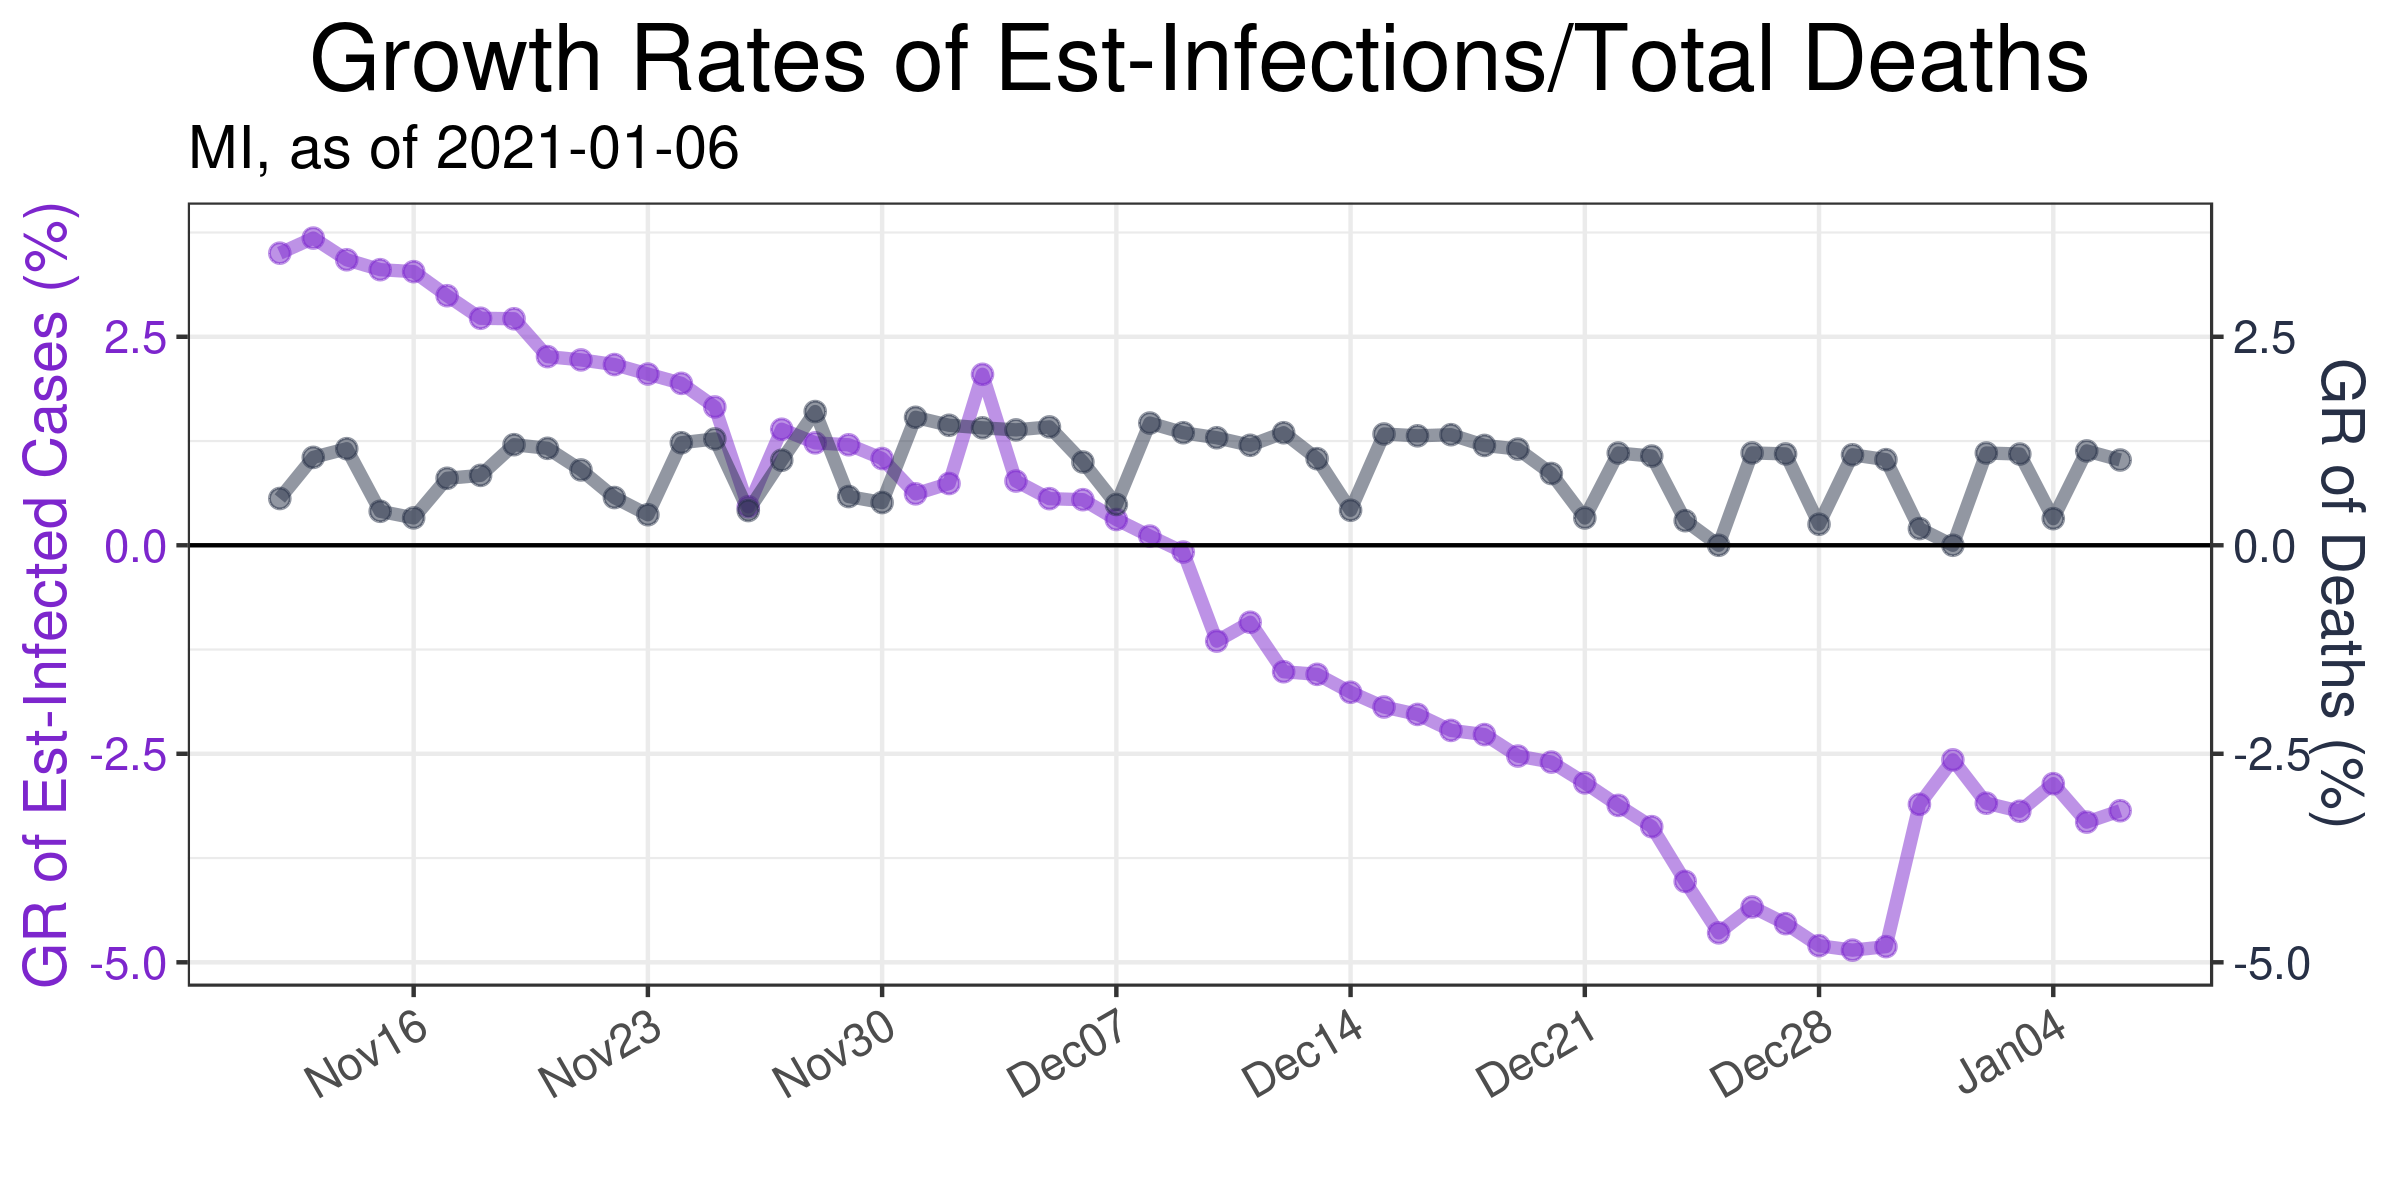 Growth Rates of Est-Infections/Total Deaths
MI, as of 2021-01-06
GR of Est-Infected Cases (%)
2.5
0.0
-2.5
-5.0
2.5
0.0
-2.5
-5.0
GR of Deaths (%)
Nov16
Nov23
Nov30
Dec07
Dec14
Dec21
Dec28
Jan04